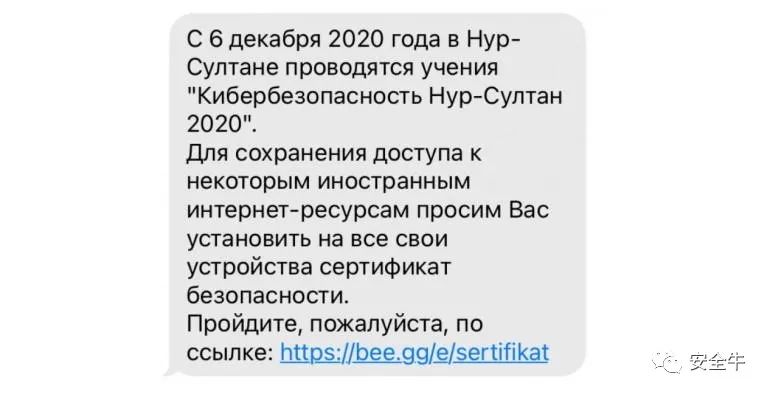 С 6 декабря 2020 года в Нур-
Султане проводятся учения
"Кибербезопасность Нур-Султан
2020".
Для сохранения доступа к
некоторым иностранным
интернет-ресурсам просим Вас
установить на все свои
устройства сертификат
безопасности.
Пройдите, пожалуйста, по
ссылке: https://bee.gg/e/sertifikat
安全牛